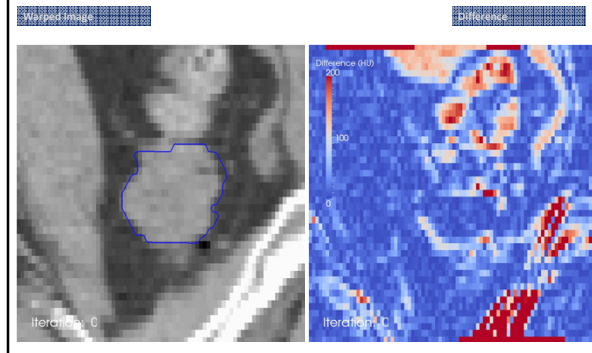 Warped Image
Difference
Difference (HU)
200
100
0
Iteration: 0
Iteration: 0